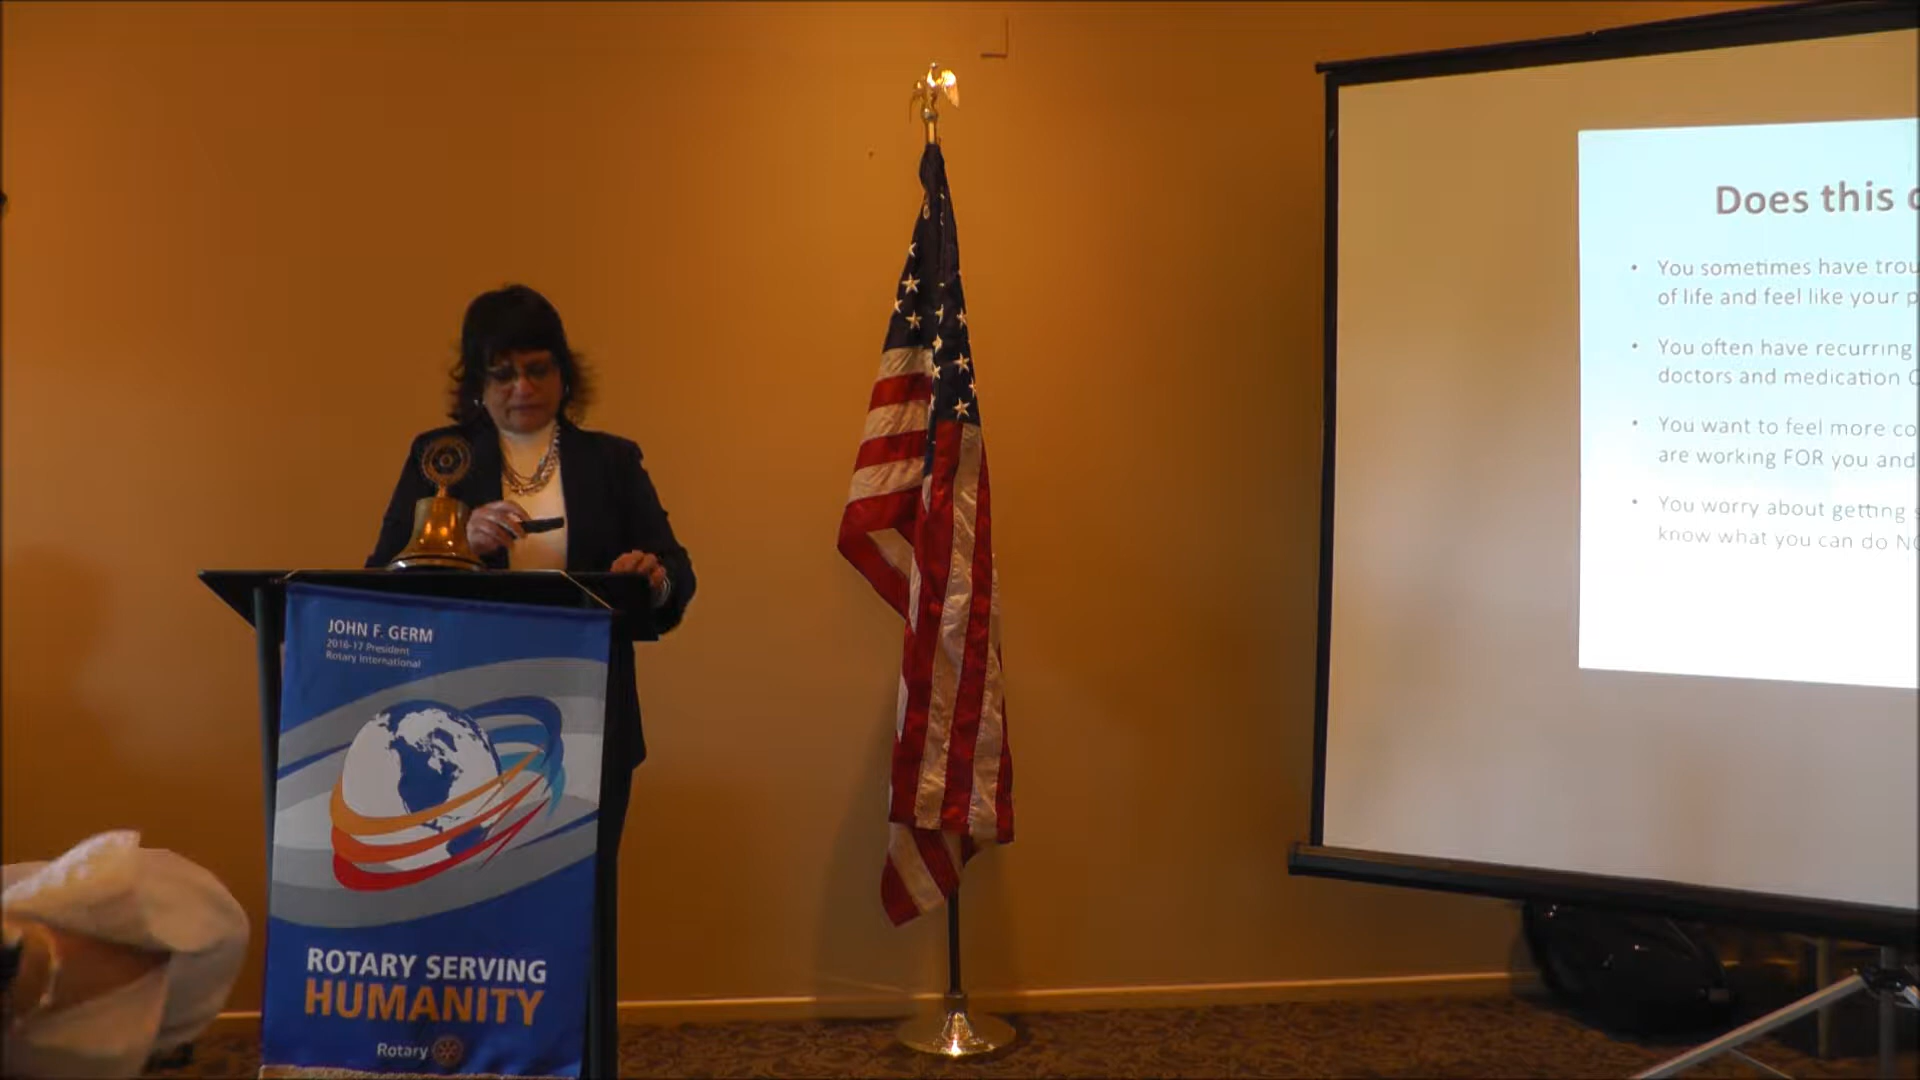 JOHN F. GERM
2016-17 President
Rotary International
ROTARY SERVING
HUMANITY
Rotary
Does this
• You sometimes have trou
of life and feel like your p
• You often have recurring
doctors and medication
• You want to feel more co
are working FOR you and
• You worry about getting
know what you can do NO